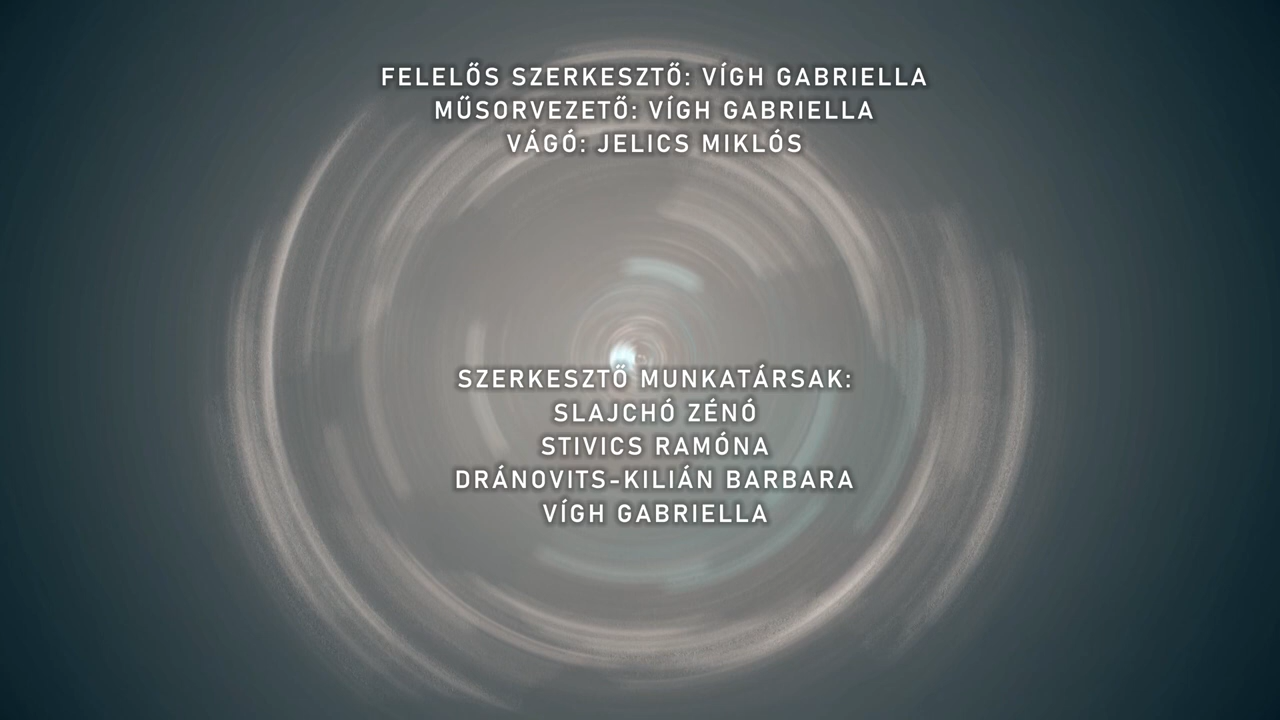 FELELŐS SZERKESZTŐ: VÍGH GABRIELLA
MŰSORVEZETŐ: VÍGH GABRIELLA
VÁGÓ: JELICS MIKLÓS
SZERKESZTŐ MUNKATÁRSAK:
SLAJCHÓ ZÉNÓ
STIVICS RAMÓNA
DRÁNOVITS-KILIÁN BARBARA
VÍGH GABRIELLA